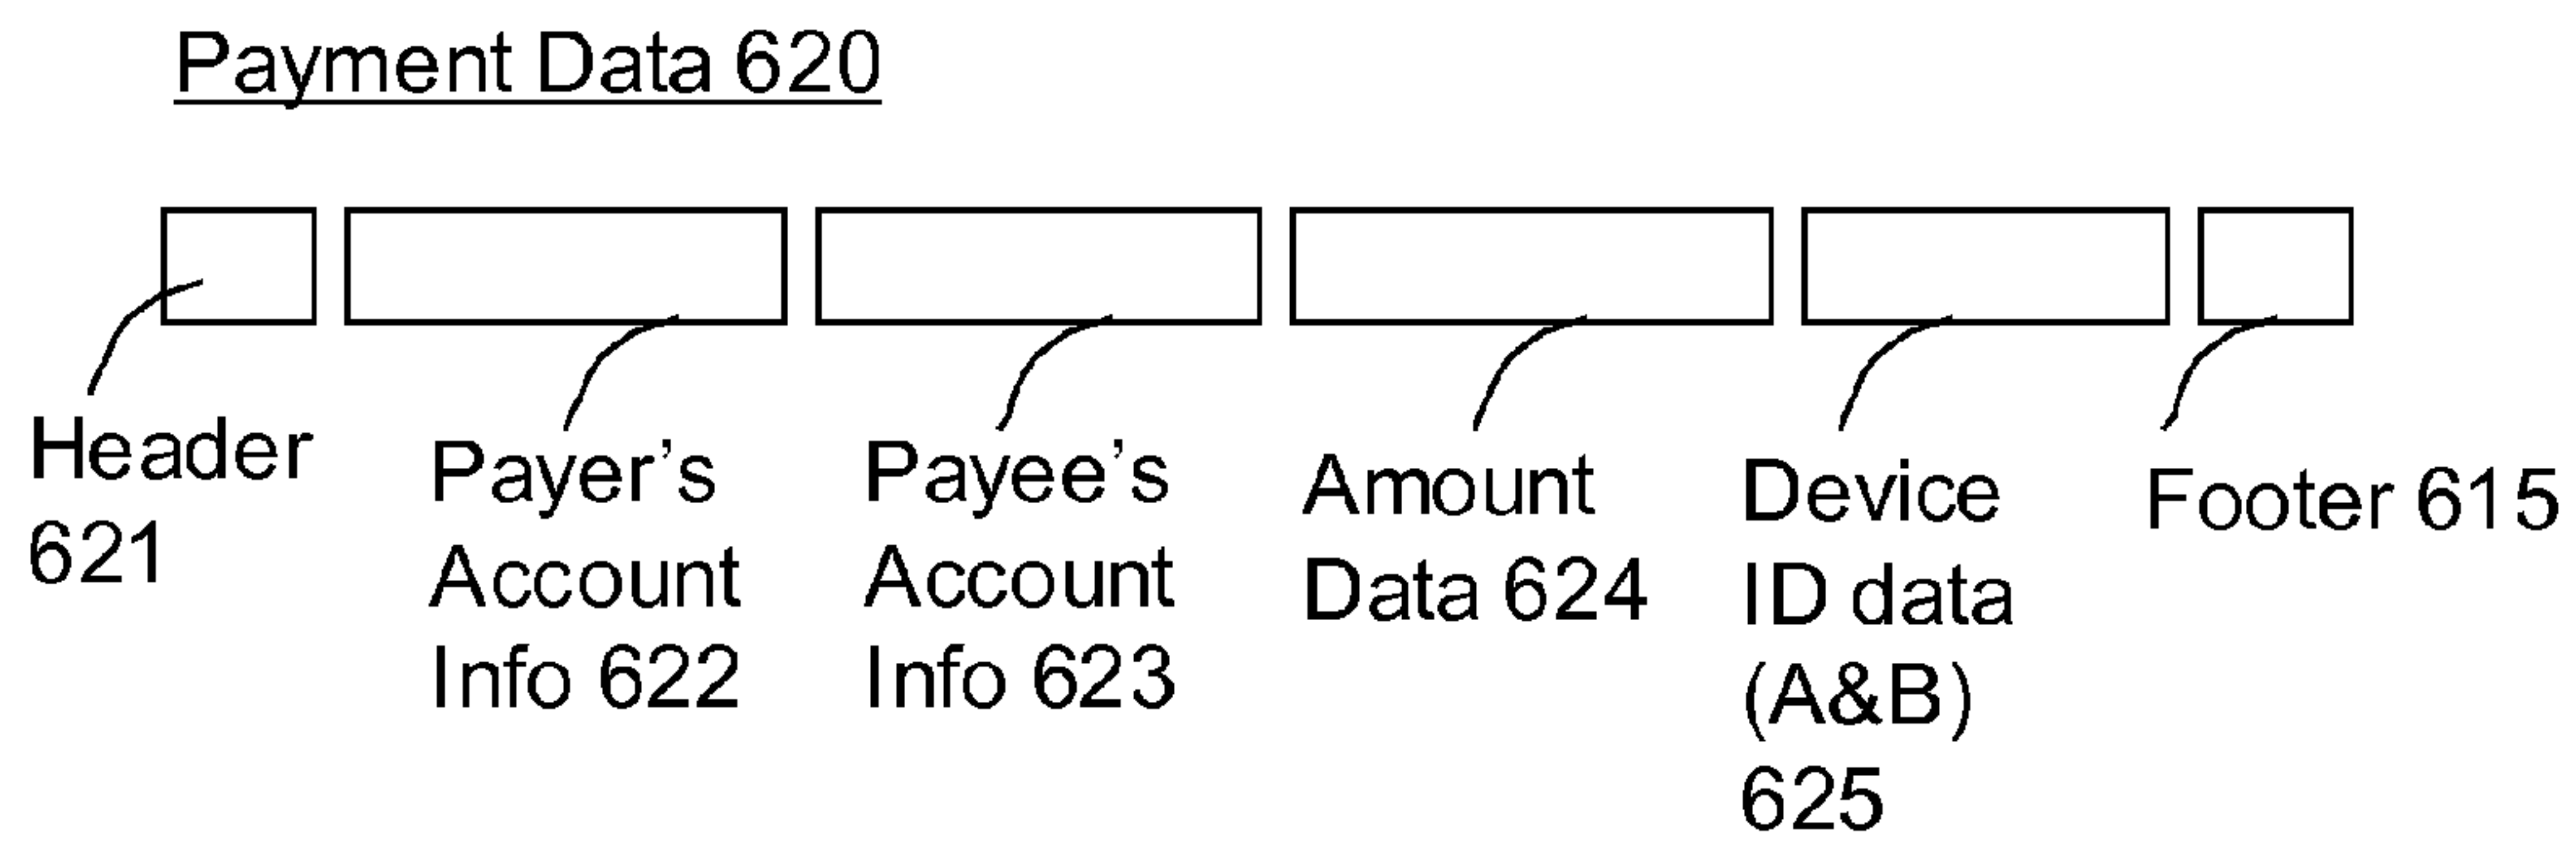 Payment Data 620
Header
621
Payer’s
Account
Info 622
Payee’s
Account
Info 623
Amount
Data 624
Device
ID data
(A&B)
625
Footer 615